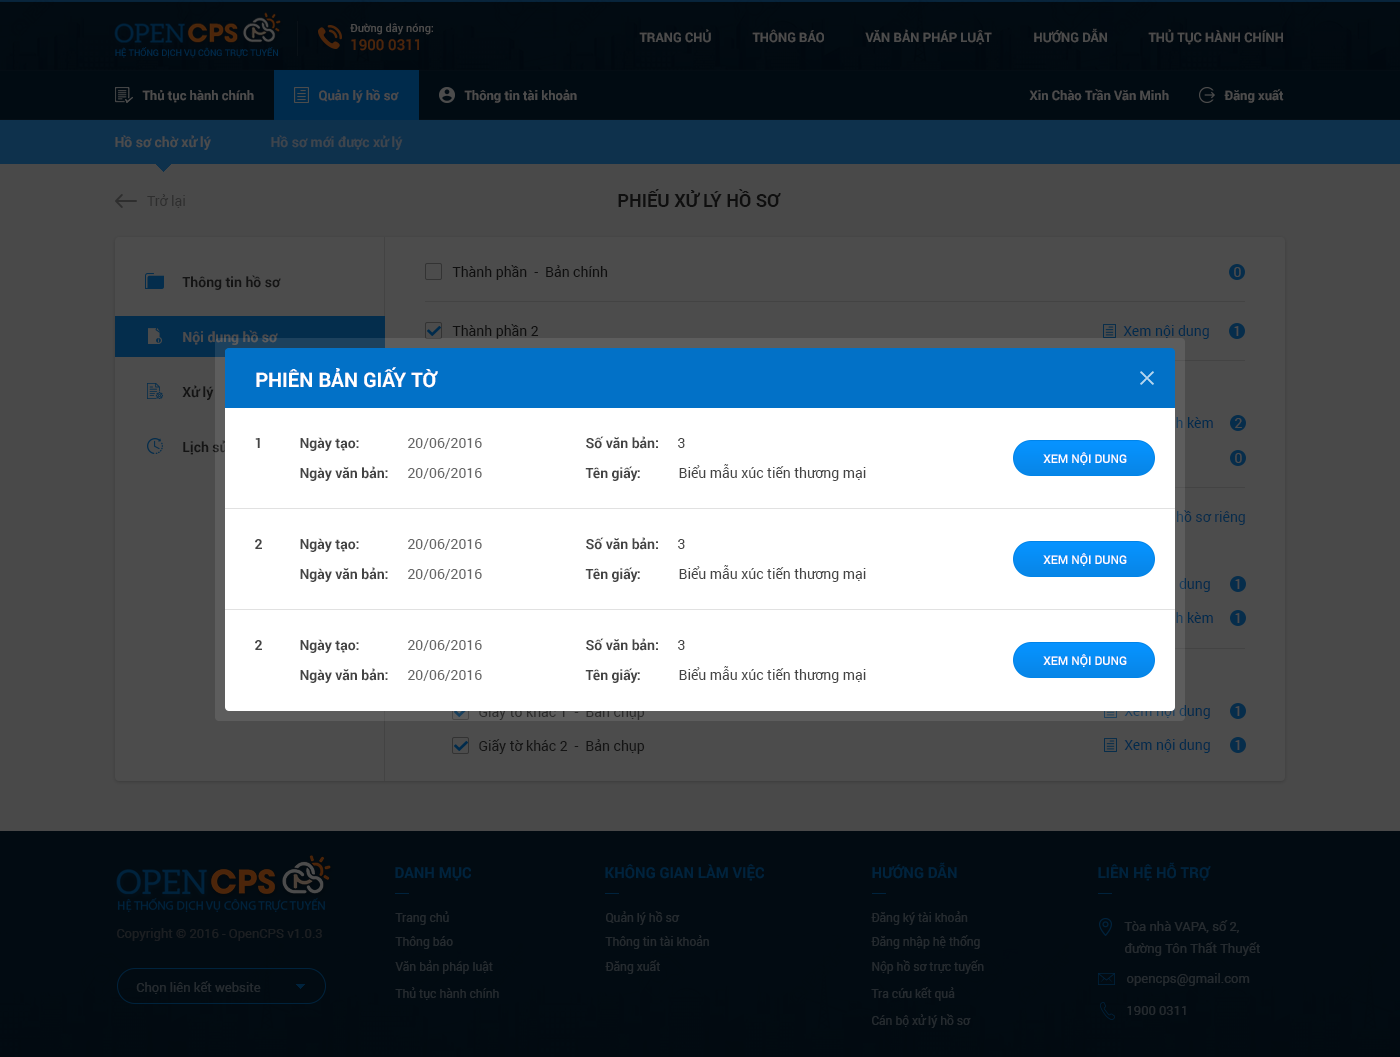 OPENCPS
HỆ THỐNG DỊCH VỤ CÔNG TRỰC TUYẾN
Đường dây nóng:
1900 0311
TRANG CHỦ
THÔNG BÁO
VĂN BẢN PHÁP LUẬT
HƯỚNG DẪN
THỦ TỤC HÀNH CHÍNH
Thủ tục hành chính
Quản lý hồ sơ
Thông tin tài khoản
Xin Chào Trần Văn Minh
Đăng xuất
Hồ sơ chờ xử lý
Hồ sơ mới được xử lý
Trở lại
PHIẾU XỬ LÝ HỒ SƠ
Thông tin hồ sơ
Nội dung hồ sơ
Xử lý
Lịch sử
Thành phần - Bản chính
0
Thành phần 2
Xem nội dung
1
PHIÊN BẢN GIẤY TỜ
1
Ngày tạo:
20/06/2016
Số văn bản:
3
Ngày văn bản:
20/06/2016
Tên giấy:
Biểu mẫu xúc tiến thương mại
XEM NỘI DUNG
2
Ngày tạo:
20/06/2016
Số văn bản:
3
Ngày văn bản:
20/06/2016
Tên giấy:
Biểu mẫu xúc tiến thương mại
XEM NỘI DUNG
2
Ngày tạo:
20/06/2016
Số văn bản:
3
Ngày văn bản:
20/06/2016
Tên giấy:
Biểu mẫu xúc tiến thương mại
XEM NỘI DUNG
kèm
2
0
hồ sơ riêng
dung
1
kèm
1
Giấy tờ khác 1 - Bản chụp
Xem nội dung
1
Giấy tờ khác 2 - Bản chụp
Xem nội dung
1
OPENCPS
HỆ THỐNG DỊCH VỤ CÔNG TRỰC TUYẾN
Copyright © 2016 - OpenCPS v1.0.3
Chọn liên kết website
DANH MỤC
Trang chủ
Thông báo
Văn bản pháp luật
Thủ tục hành chính
KHÔNG GIAN LÀM VIỆC
Quản lý hồ sơ
Thông tin tài khoản
Đăng xuất
HƯỚNG DẪN
Đăng ký tài khoản
Đăng nhập hệ thống
Nộp hồ sơ trực tuyến
Tra cứu kết quả
Cán bộ xử lý hồ sơ
LIÊN HỆ HỖ TRỢ
Tòa nhà VAPA, số 2,
đường Tôn Thất Thuyết
opencps@gmail.com
1900 0311